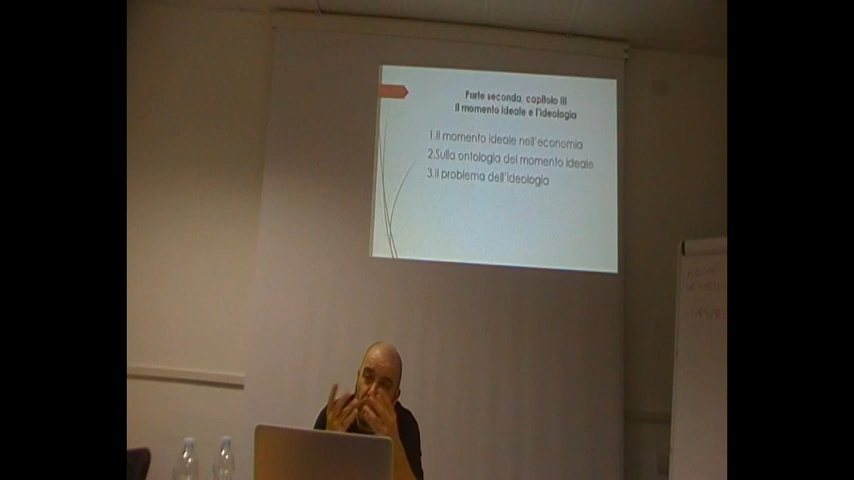 Parte seconda, capitolo III
Il momento ideale e l'ideologia
1.Il momento ideale nell'economia
2.Sulla ontologia del momento ideale
3.Il problema dell'ideologia